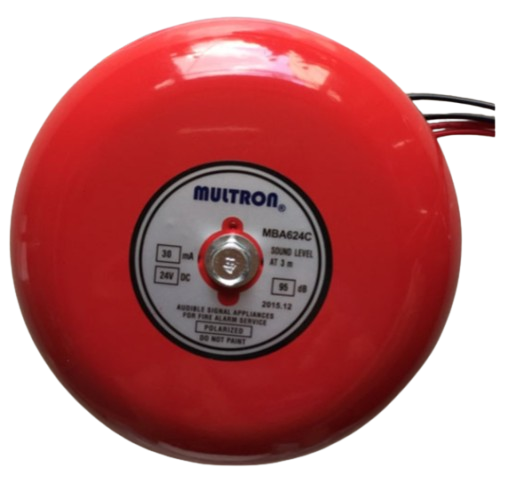 MULTRON®
MBA624C
30 mA
SOUND LEVEL
AT 3 m
24V DC
95 dB
2015.12
AUDIBLE SIGNAL APPLIANCES
FOR FIRE ALARM SERVICE
POLARIZED
DO NOT PAINT